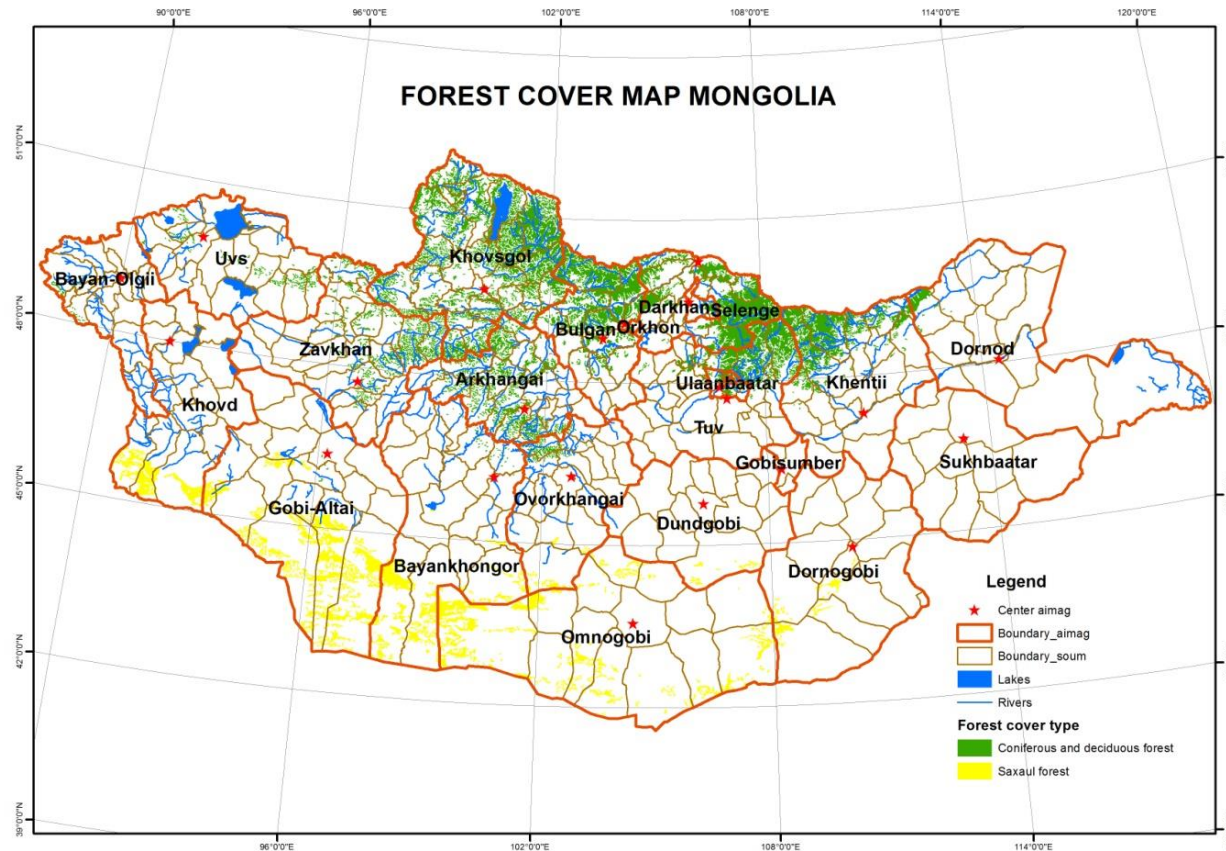 90°0'0"E 96°0'0"E 102°0'0"E 108°0'0"E 114°0'0"E 120°0'0"E
FOREST COVER MAP MONGOLIA
51°0'0"N
48°0'0"N
45°0'0"N
42°0'0"N
39°0'0"N
Uvs
Khovsgol
Bayan-Olgii
Darkhan
Selenge
Bulgan
Orkhon
Zavkhan
Dornod
Arkhangai
Ulaanbaatar
Khentii
Khovd
Tuv
Gobisumber
Sukhbaatar
Gobi-Altai
Ovorkhangai
Dundgobi
Bayankhongor
Dornogobi
Omnogobi
Legend
Center aimag
Boundary_aimag
Boundary_soum
Lakes
Rivers
Forest cover type
Coniferous and deciduous forest
Saxaul forest
96°0'0"E 102°0'0"E 108°0'0"E 114°0'0"E